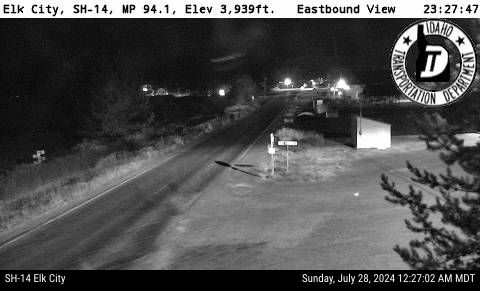 Elk City, SH-14, MP 94.1, Elev 3,939ft. Eastbound View 23:27:47
IDAHO
TRANSPORTATION DEPARTMENT
SH-14 Elk City Sunday, July 28, 2024 12:27:02 AM MDT